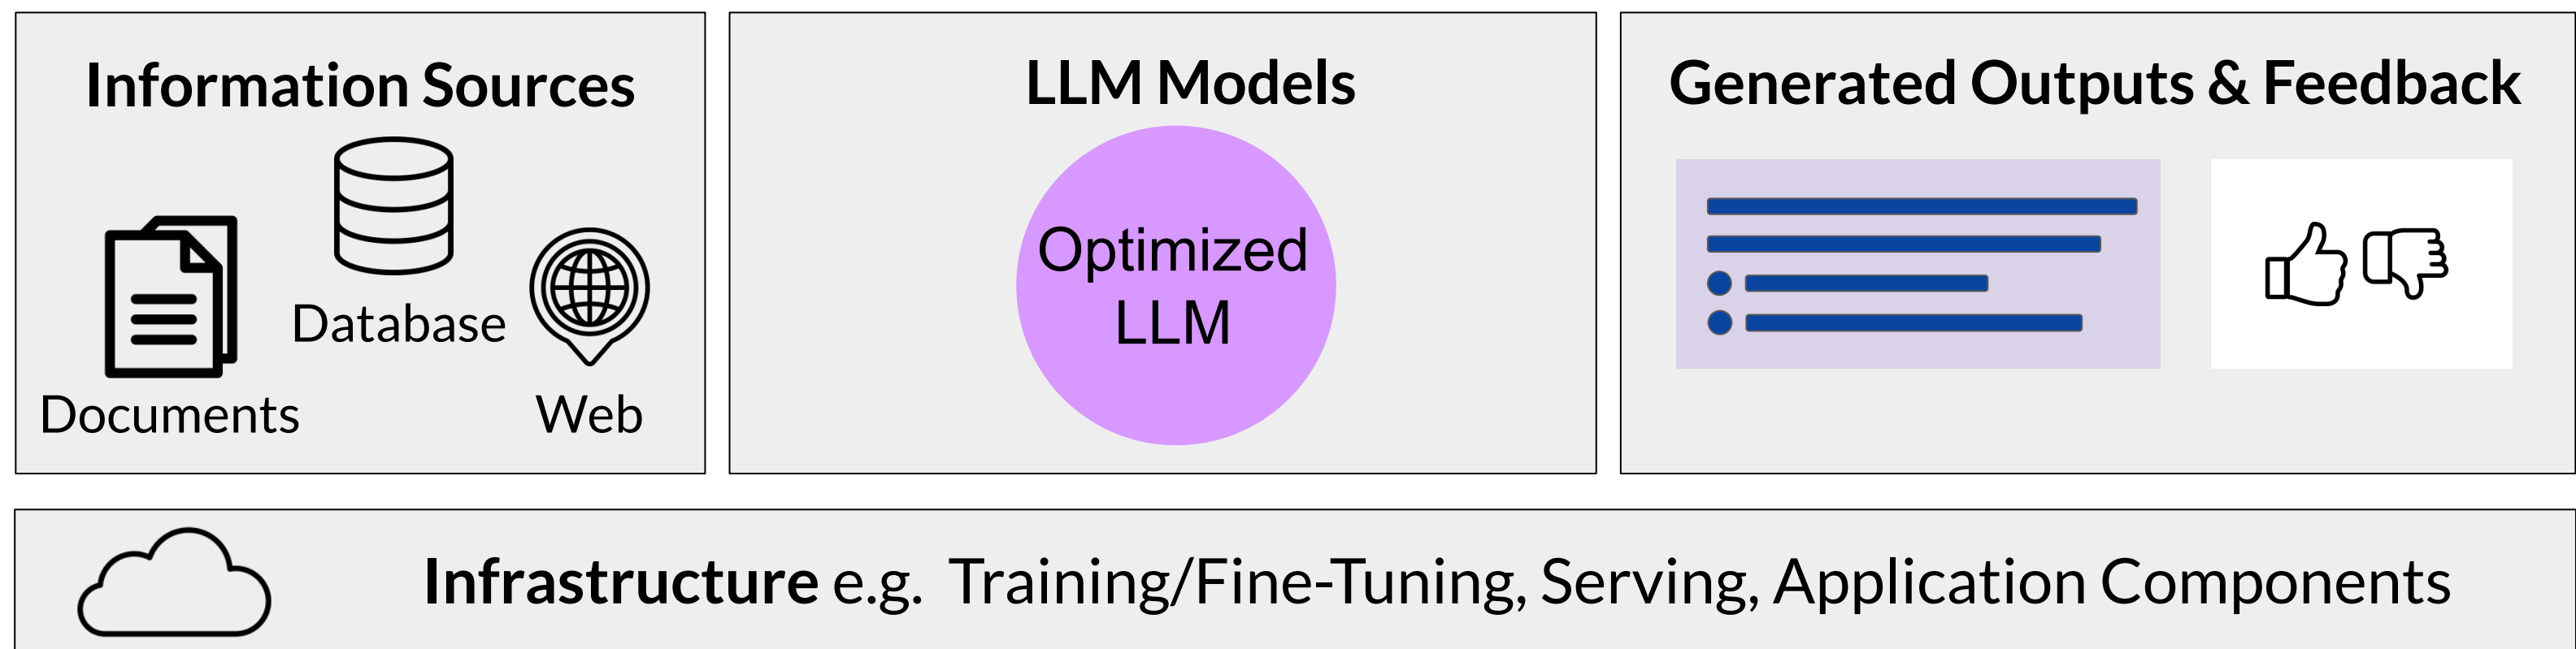 Information Sources
Database
Documents
Web
LLM Models
Optimized
LLM
Generated Outputs & Feedback
Infrastructure e.g. Training/Fine-Tuning, Serving, Application Components